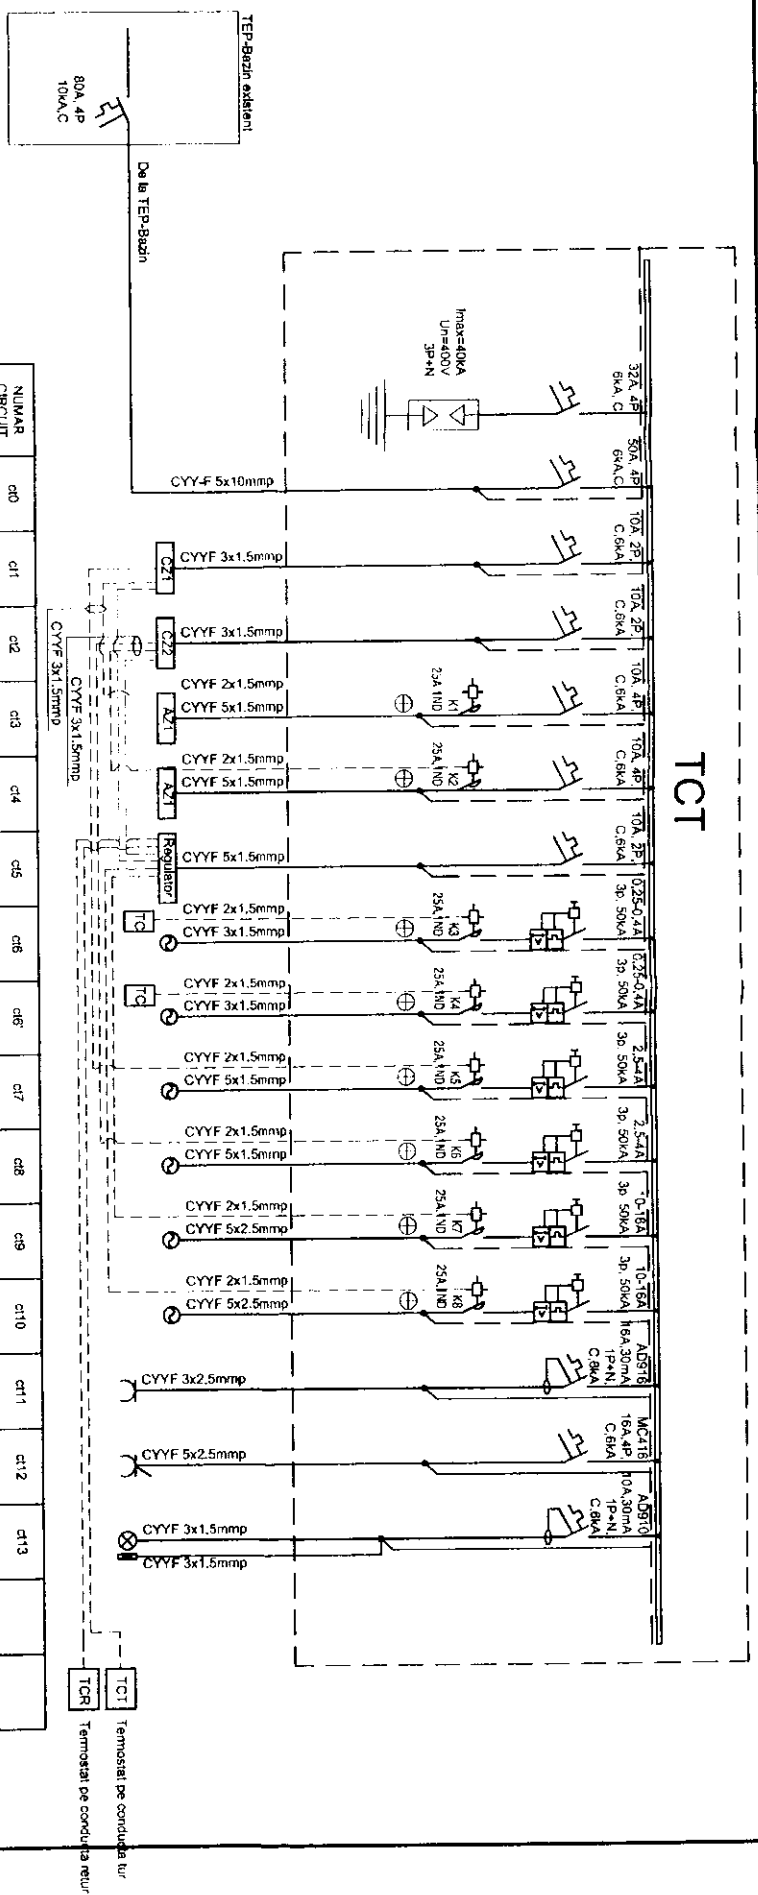 TEP-Bazin existent
80A, 4P
10kA,C
De la TEP-Bazin
TCT
Imax=40kA
Un=400V
3P+N
32A, 4P
6kA, C
50A, 4P
6kA,C
10A, 2P,
C,6kA
10A, 2P,
C,6kA
10A, 4P,
C,6kA
10A, 4P,
C,6kA
10A, 2P,
C,6kA
0,25-0,4A
3p, 50kA
0,25-0,4A
3p, 50kA
2,5-4A
3p, 50kA
2,5-4A
3p, 50kA
10-16A
3p, 50kA
10-16A
3p, 50kA
AD916
16A,30mA
1P+N,
C,6kA
MC416
16A,4P,
C,6kA
AD910
10A,30mA
1P+N,
C,6kA
K1
25A,1ND
K2
25A,1ND
K3
25A,1ND
K4
25A,1ND
K5
25A,1ND
K6
25A,1ND
K7
25A,1ND
K8
25A,1ND
CYY-F 5x10mmp
CYYF 3x1.5mmp
CYYF 3x1.5mmp
CYYF 2x1.5mmp
CYYF 5x1.5mmp
CYYF 2x1.5mmp
CYYF 5x1.5mmp
CYYF 5x1.5mmp
CYYF 2x1.5mmp
CYYF 3x1.5mmp
CYYF 2x1.5mmp
CYYF 3x1.5mmp
CYYF 2x1.5mmp
CYYF 5x1.5mmp
CYYF 2x1.5mmp
CYYF 5x1.5mmp
CYYF 2x1.5mmp
CYYF 5x2.5mmp
CYYF 2x1.5mmp
CYYF 5x2.5mmp
CYYF 3x2.5mmp
CYYF 5x2.5mmp
CYYF 3x1.5mmp
CYYF 3x1.5mmp
CZ1
CZ2
AZ1
AZ1
Regulator
TC
TC
CYYF 3x1.5mmp
CYYF 3x1.5mmp
TCT
Termostat pe conducta tur
TCR
Termostat pe conducta retur
NUMAR
CIRCUIT
ct0
ct1
ct2
ct3
ct4
ct5
ct6
ct6'
ct7
ct8
ct9
ct10
ct11
ct12
ct13